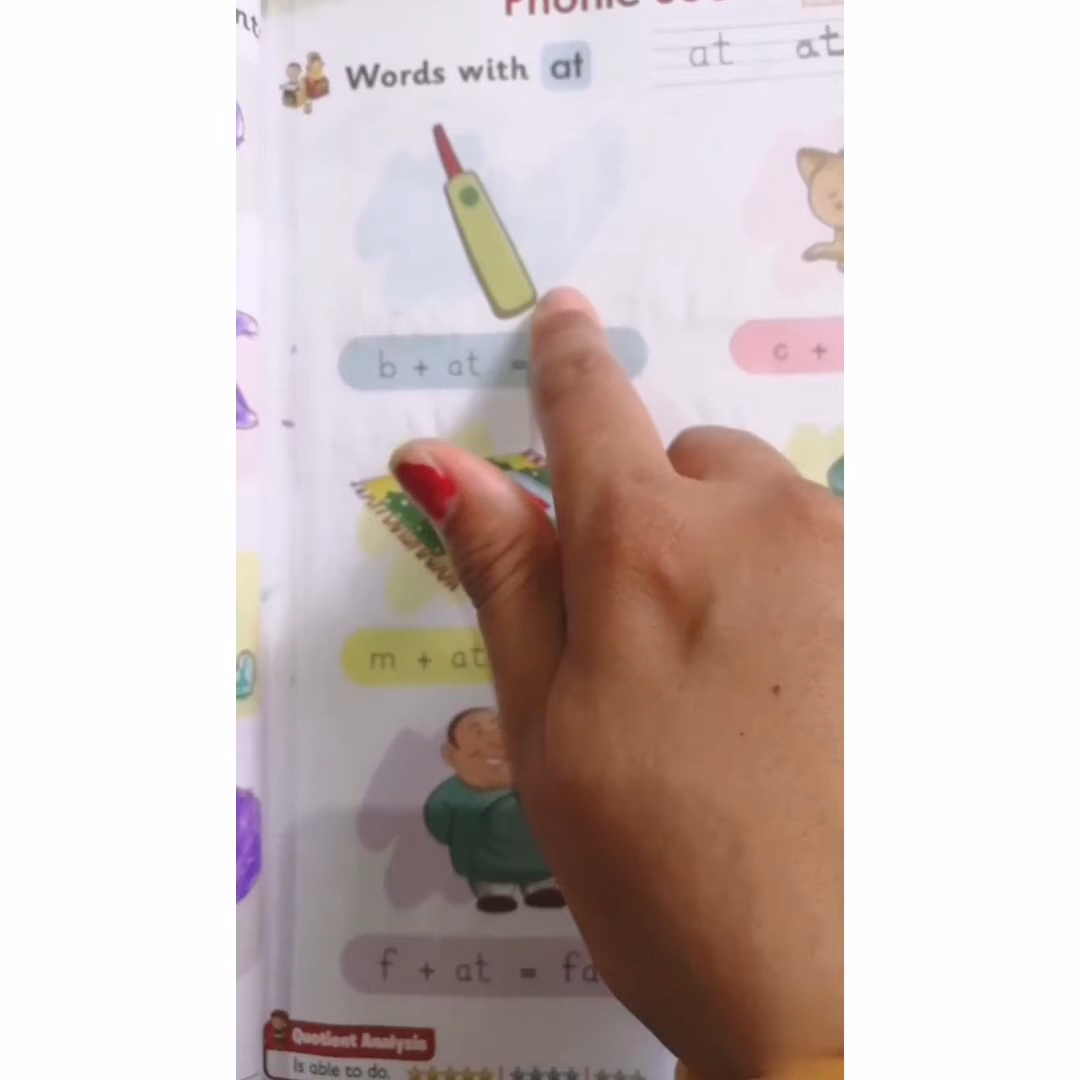 Words with at
at at
b + at =
c +
m + at
f + at = fa
Quotient Analysis
Is able to do.